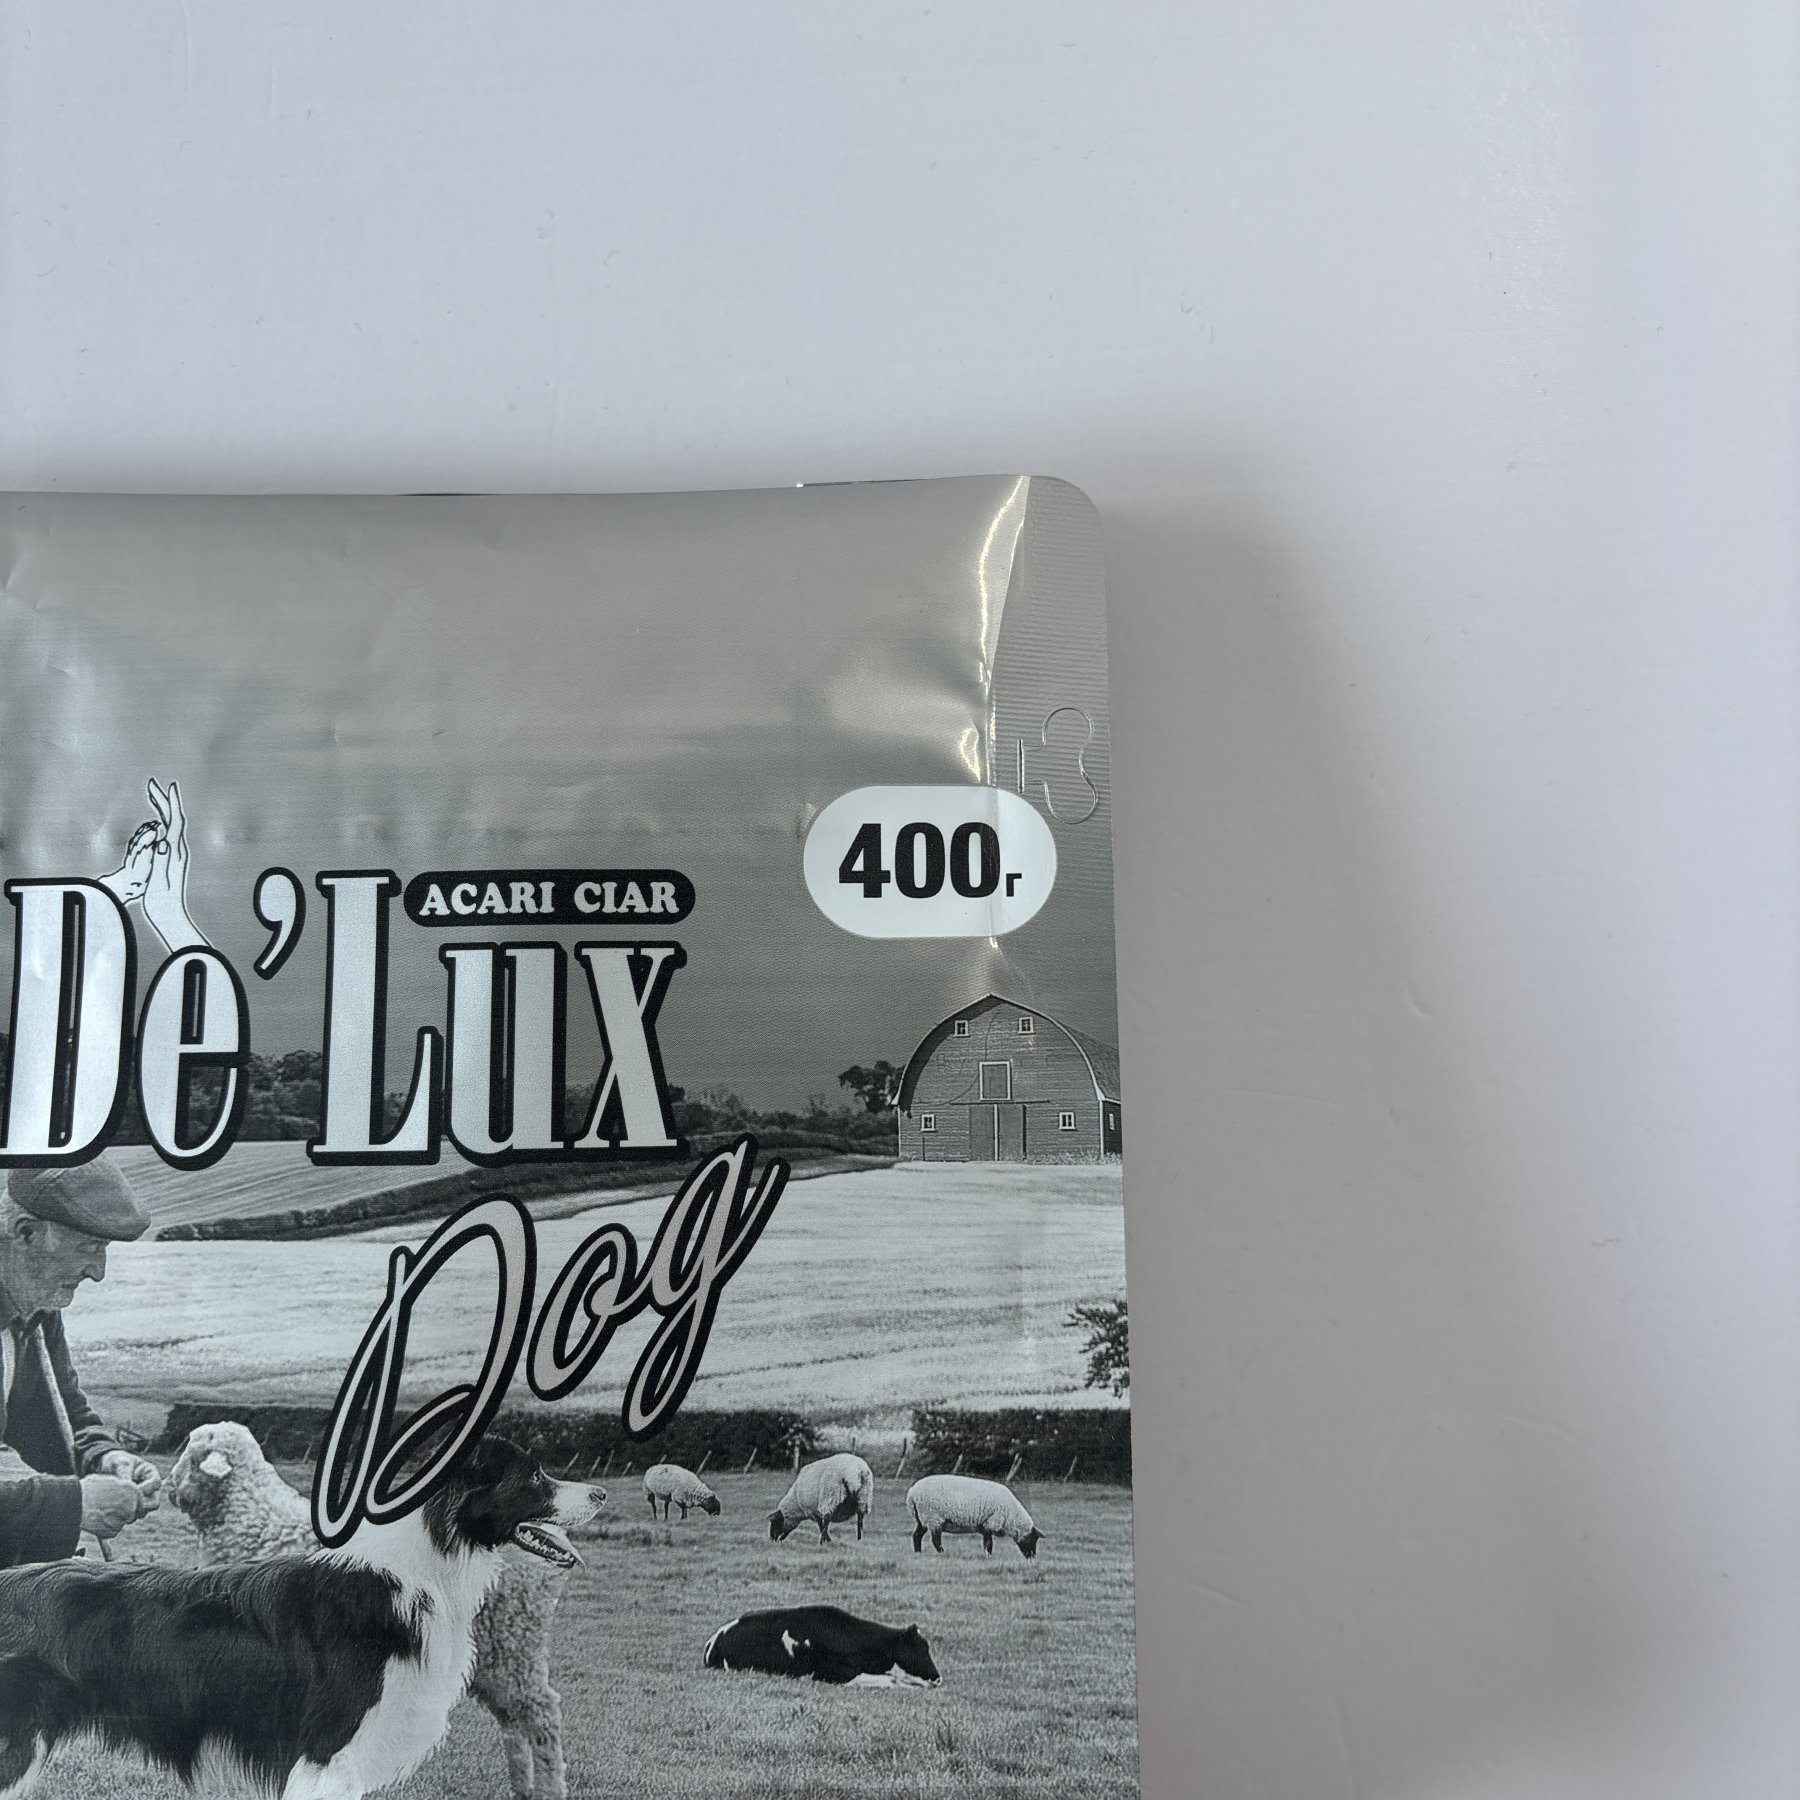 400г
ACARI CIAR
De'Lux
Dog